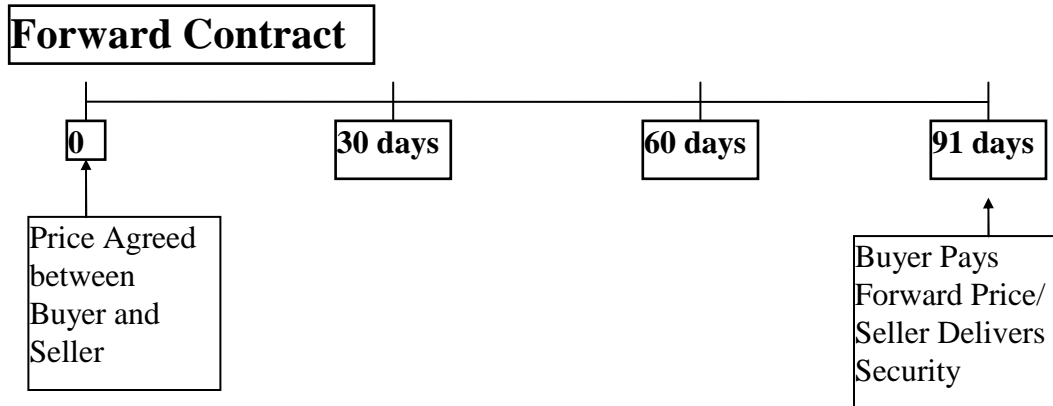 Forward Contract
0
30 days
60 days
91 days
Price Agreed
between
Buyer and
Seller
Buyer Pays
Forward Price/
Seller Delivers
Security